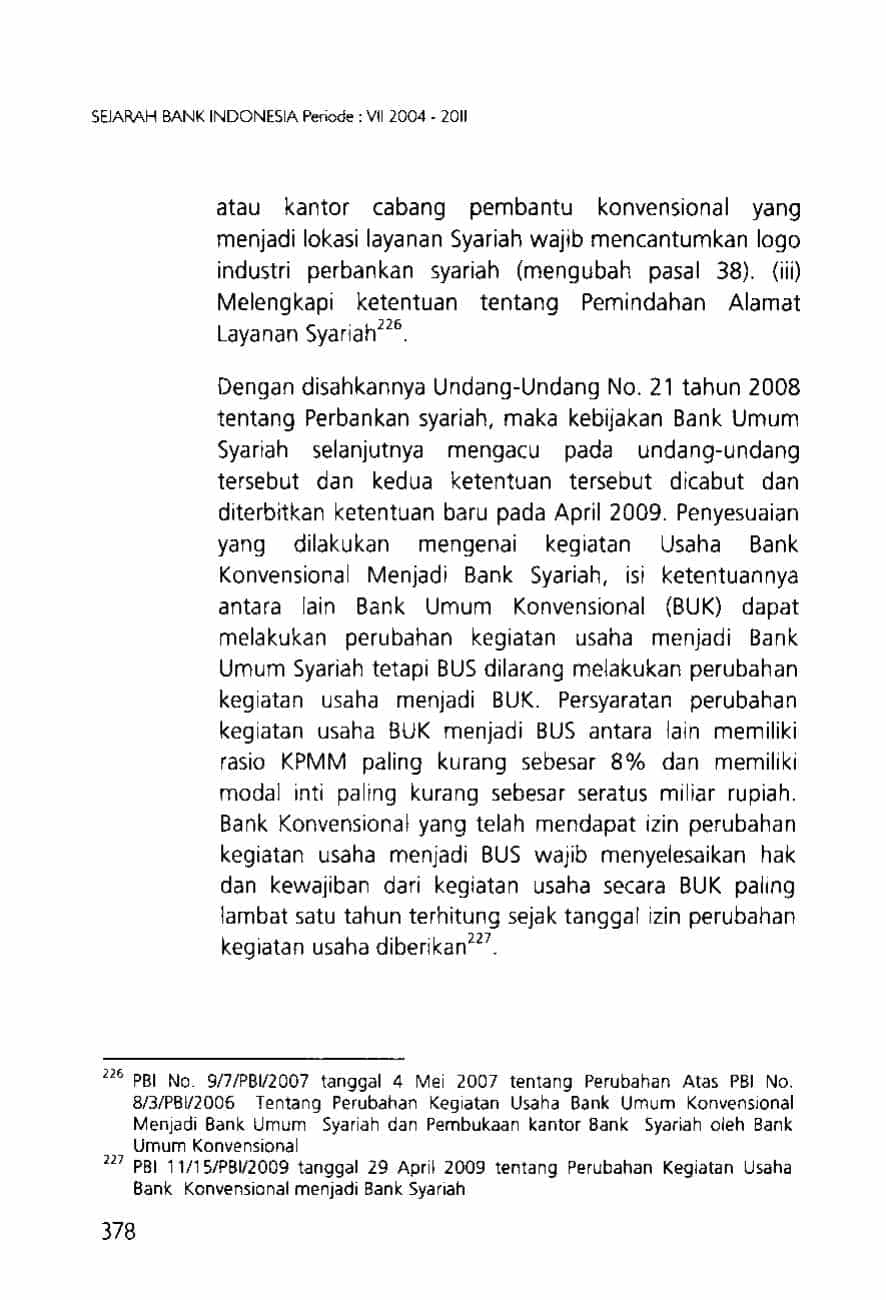 SEJARAH BANK INDONESIA Periode : VII 2004 - 2011
atau kantor cabang pembantu konvensional yang
menjadi lokasi layanan Syariah wajib mencantumkan logo
industri perbankan syariah (mengubah pasal 38). (iii)
Melengkapi ketentuan tentang Pemindahan Alamat
Layanan Syariah226.
Dengan disahkannya Undang-Undang No. 21 tahun 2008
tentang Perbankan syariah, maka kebijakan Bank Umum
Syariah selanjutnya mengacu pada undang-undang
tersebut dan kedua ketentuan tersebut dicabut dan
diterbitkan ketentuan baru pada April 2009. Penyesuaian
yang dilakukan mengenai kegiatan Usaha Bank
Konvensional Menjadi Bank Syariah, isi ketentuannya
antara lain Bank Umum Konvensional (BUK) dapat
melakukan perubahan kegiatan usaha menjadi Bank
Umum Syariah tetapi BUS dilarang melakukan perubahan
kegiatan usaha menjadi BUK. Persyaratan perubahan
kegiatan usaha BUK menjadi BUS antara lain memiliki
rasio KPMM paling kurang sebesar 8% dan memiliki
modal inti paling kurang sebesar seratus miliar rupiah.
Bank Konvensional yang telah mendapat izin perubahan
kegiatan usaha menjadi BUS wajib menyelesaikan hak
dan kewajiban dari kegiatan usaha secara BUK paling
lambat satu tahun terhitung sejak tanggal izin perubahan
kegiatan usaha diberikan227.
226 PBI No. 9/7/PBI/2007 tanggal 4 Mei 2007 tentang Perubahan Atas PBI No.
8/3/PBI/2006 Tentang Perubahan Kegiatan Usaha Bank Umum Konvensional
Menjadi Bank Umum Syariah dan Pembukaan kantor Bank Syariah oleh Bank
Umum Konvensional
227 PBI 11/15/PBI/2009 tanggal 29 April 2009 tentang Perubahan Kegiatan Usaha
Bank Konvensional menjadi Bank Syariah
378